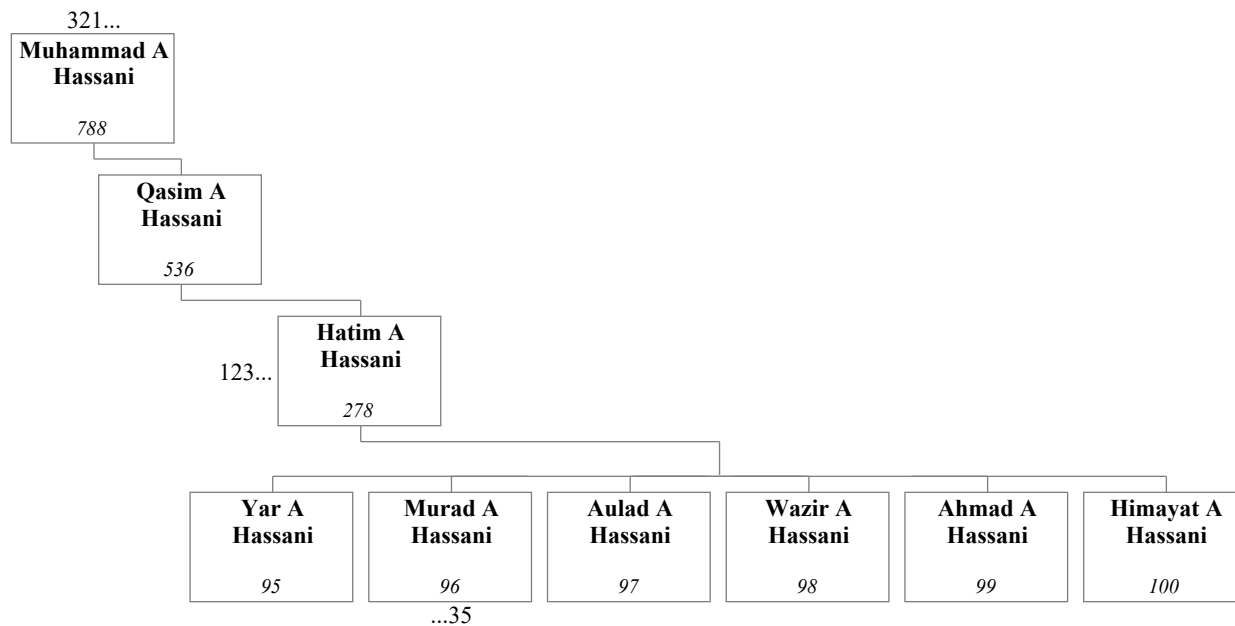 321...
Muhammad A
Hassani
788
Qasim A
Hassani
536
Hatim A
Hassani
123...
278
Yar A
Hassani
95
Murad A
Hassani
96
...35
Aulad A
Hassani
97
Wazir A
Hassani
98
Ahmad A
Hassani
99
Himayat A
Hassani
100